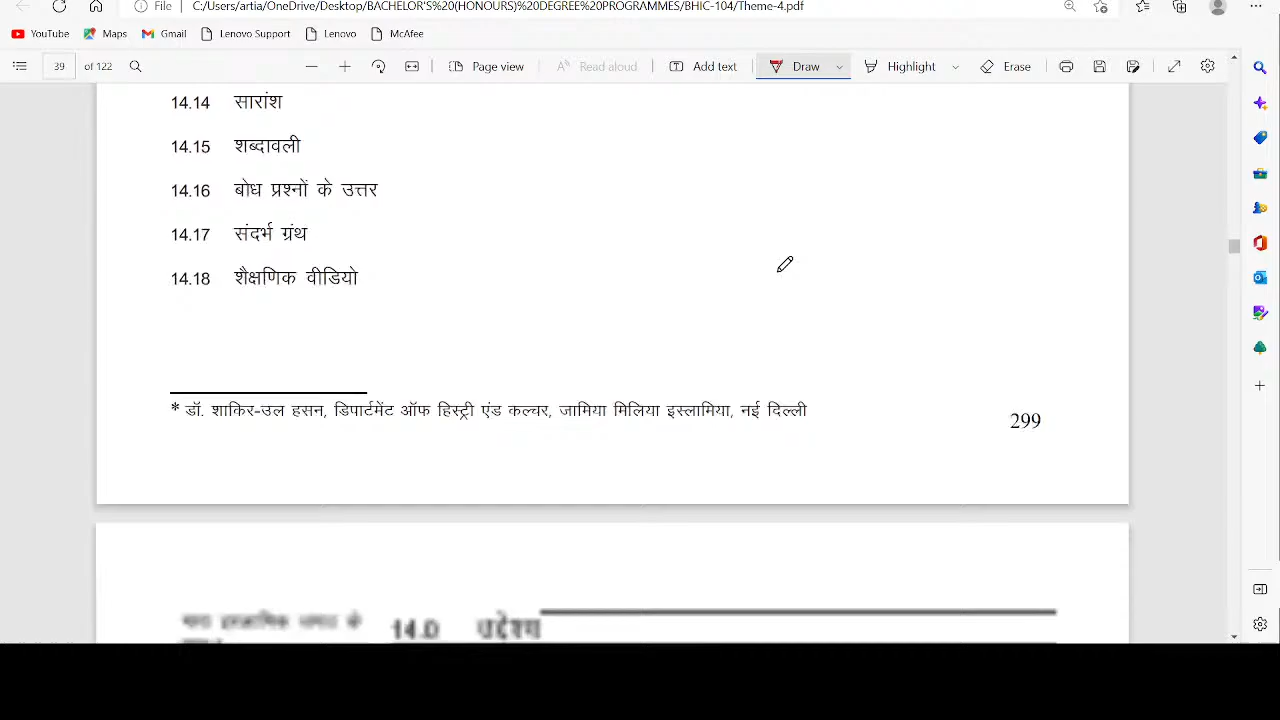 File C:/Users/artia/OneDrive/Desktop/BACHELOR'S%20(HONOURS)%20DEGREE%20PROGRAMMES/BHIC-104/Theme-4.pdf
YouTube Maps Gmail Lenovo Support Lenovo McAfee
39 of 122 Page view Read aloud Add text Draw Highlight Erase
14.14 सारांश
14.15 शब्दावली
14.16 बोध प्रश्नों के उत्तर
14.17 संदर्भ ग्रंथ
14.18 शैक्षणिक वीडियो
* डॉ. शाकिर-उल हसन, डिपार्टमेंट ऑफ हिस्ट्री एंड कल्चर, जामिया मिलिया इस्लामिया, नई दिल्ली
299
14.0 उद्देश्य